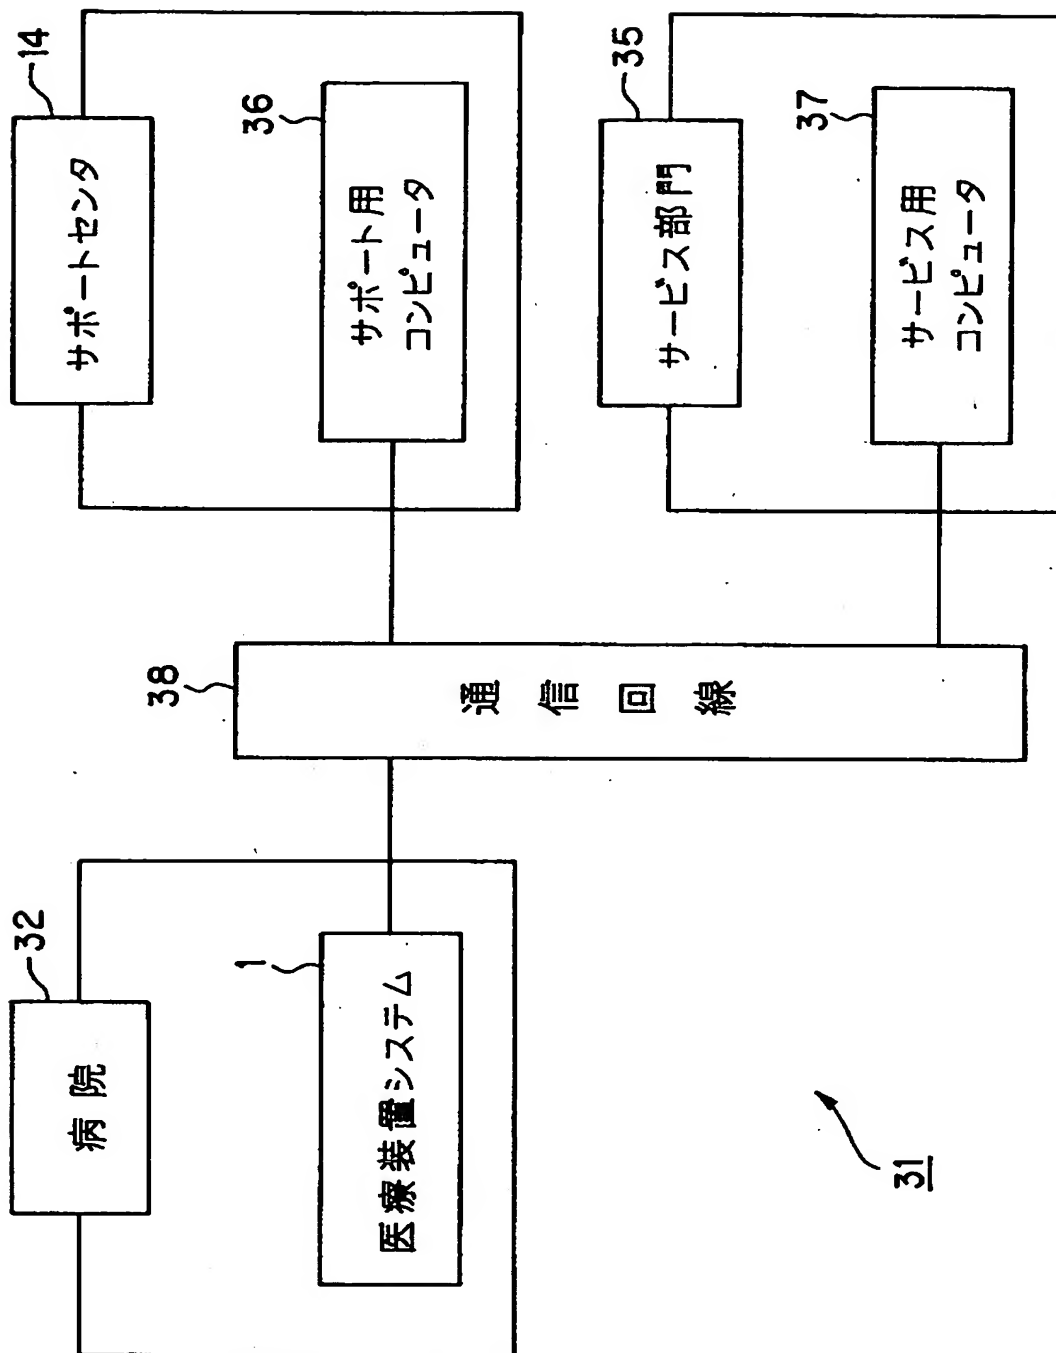 病院
32
医療装置システム
1
通信回線
38
サポートセンタ
14
サポート用
コンピュータ
36
サービス部門
35
サービス用
コンピュータ
37
31